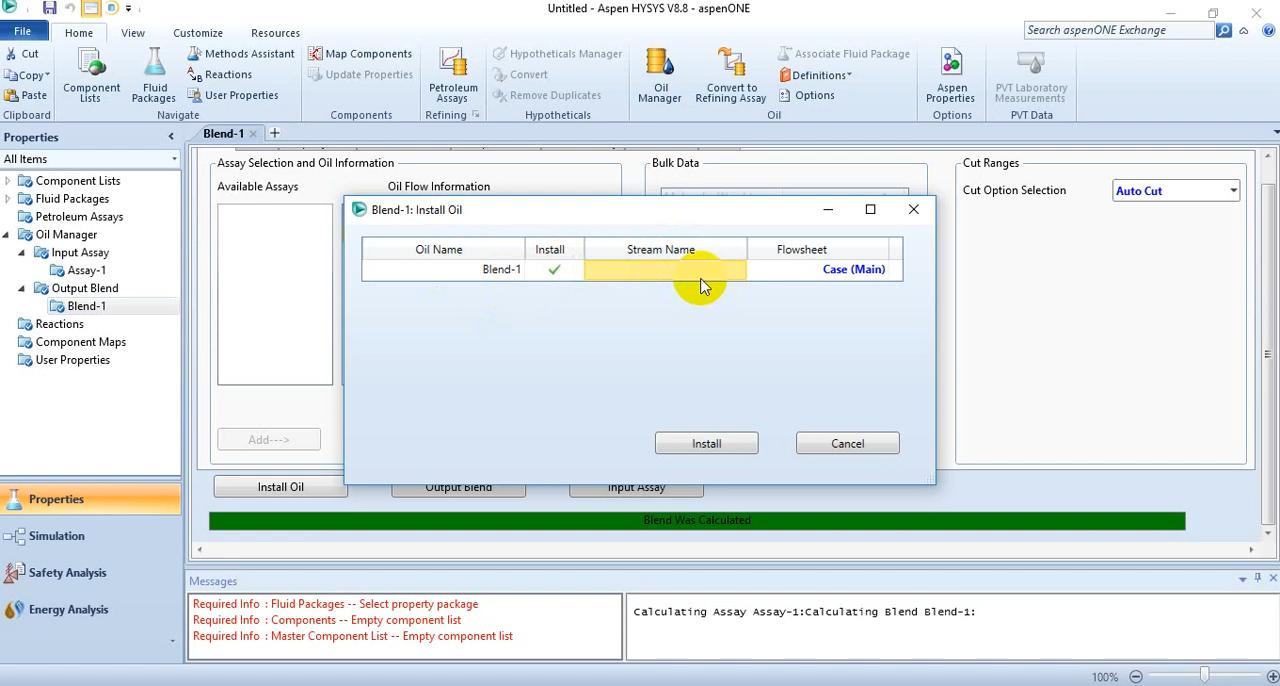 Untitled - Aspen HYSYS V8.8 - aspenONE
File
Home
View
Customize
Resources
Search aspenONE Exchange
Cut
Copy
Paste
Clipboard
Component Lists
Fluid Packages
Methods Assistant
Reactions
User Properties
Navigate
Map Components
Update Properties
Components
Petroleum Assays
Refining
Hypotheticals Manager
Convert
Remove Duplicates
Hypotheticals
Oil Manager
Convert to Refining Assay
Associate Fluid Package
Definitions
Options
Oil
Aspen Properties
Options
PVT Laboratory Measurements
PVT Data
Properties
All Items
Component Lists
Fluid Packages
Petroleum Assays
Oil Manager
Input Assay
Assay-1
Output Blend
Blend-1
Reactions
Component Maps
User Properties
Properties
Simulation
Safety Analysis
Energy Analysis
Blend-1
Assay Selection and Oil Information
Available Assays
Oil Flow Information
Bulk Data
Cut Ranges
Cut Option Selection
Auto Cut
Add--->
Install Oil
Output Blend
Input Assay
Blend Was Calculated
Blend-1: Install Oil
Oil Name
Install
Stream Name
Flowsheet
Blend-1
Case (Main)
Install
Cancel
Messages
Required Info : Fluid Packages -- Select property package
Required Info : Components -- Empty component list
Required Info : Master Component List -- Empty component list
Calculating Assay Assay-1:Calculating Blend Blend-1:
100%